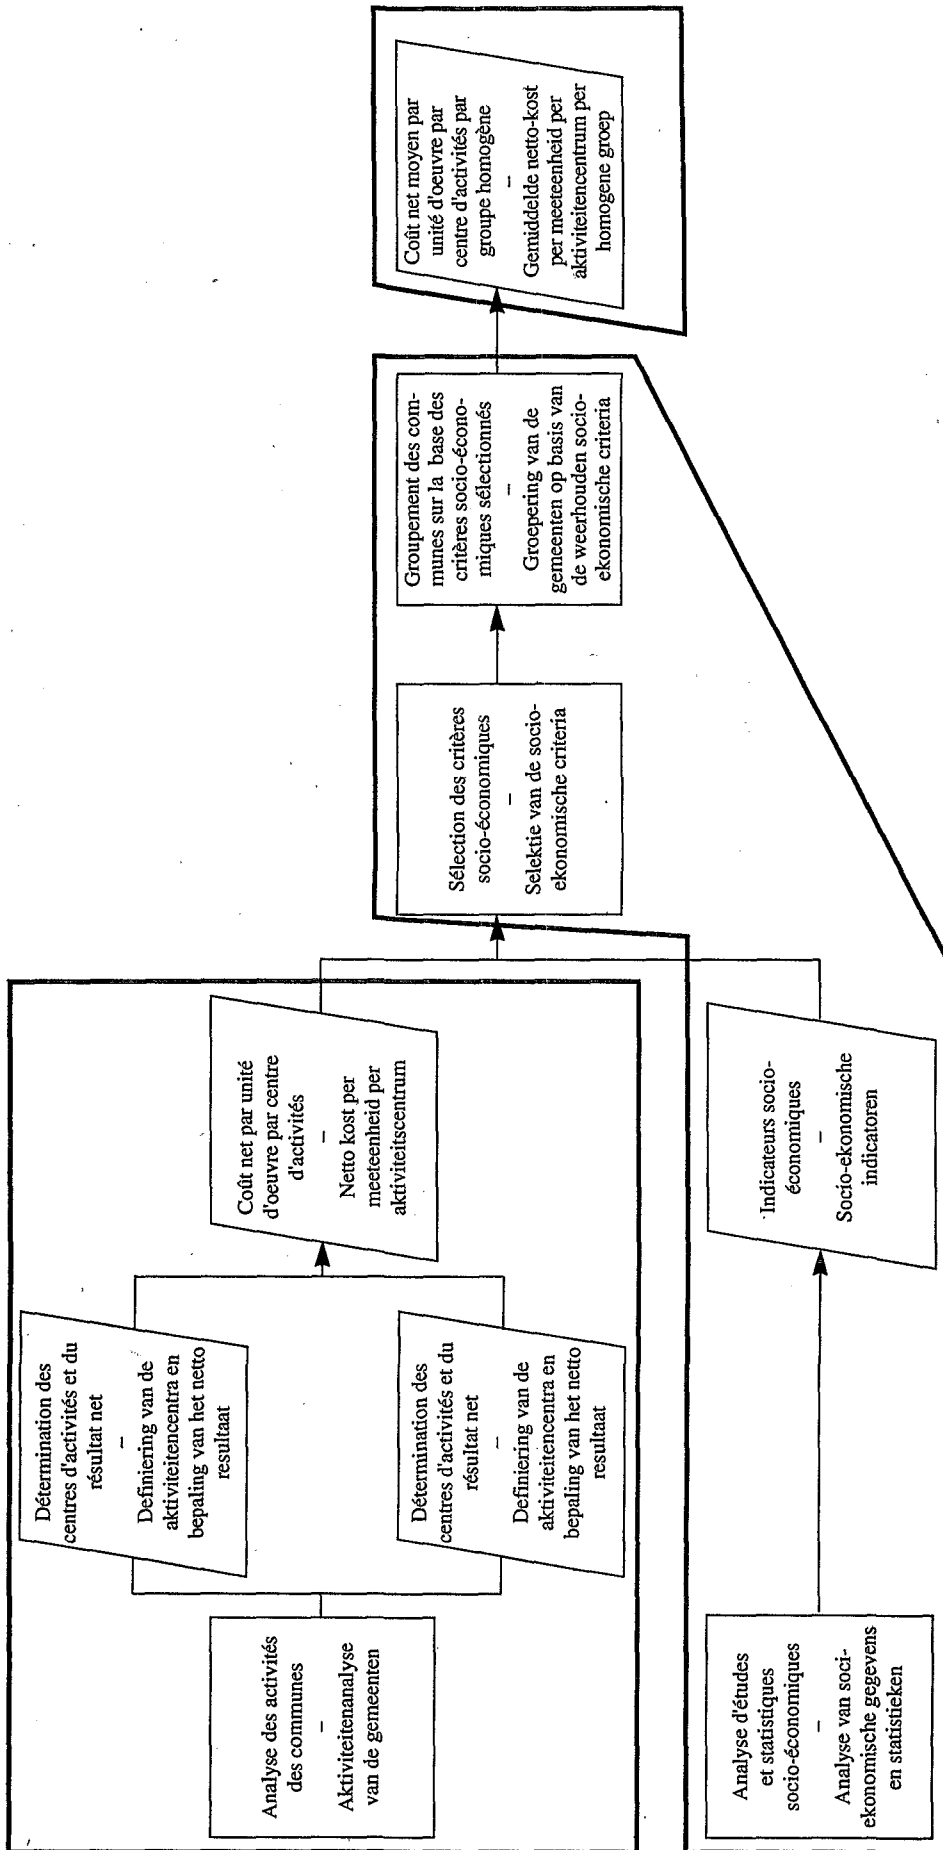 Analyse des activités
des communes
–
Aktiviteitenanalyse
van de gemeenten
Détermination des
centres d'activités et du
résultat net
–
Definiering van de
aktiviteitencentra en
bepaling van het netto
resultaat
Détermination des
centres d'activités et du
résultat net
–
Definiering van de
aktiviteitencentra en
bepaling van het netto
resultaat
Coût net par unité
d'oeuvre par centre
d'activités
–
Netto kost per
meeteenheid per
aktiviteitscentrum
Analyse d'études
et statistiques
socio-économiques
–
Analyse van soci-
ekonomische gegevens
en statistieken
Indicateurs socio-
économiques
–
Socio-ekonomische
indicatoren
Sélection des critères
socio-économiques
–
Selektie van de socio-
ekonomische criteria
Groupement des com-
munes sur la base des
critères socio-écono-
miques sélectionnés
–
Groepering van de
gemeenten op basis van
de weerhouden socio-
ekonomische criteria
Coût net moyen par
unité d'oeuvre par
centre d'activités par
groupe homogène
–
Gemiddelde netto-kost
per meeteenheid per
aktiviteitencentrum per
homogene groep